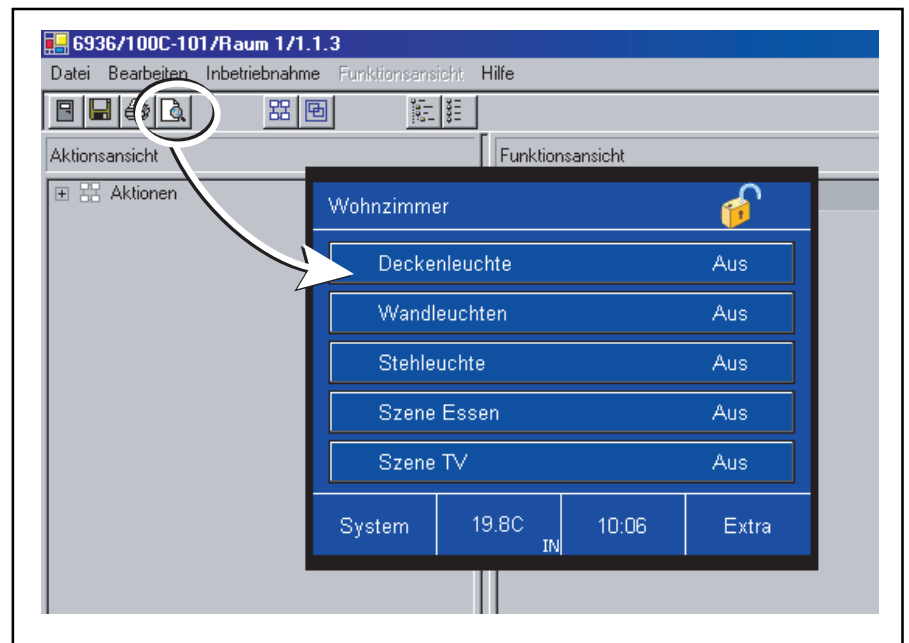 6936/100C-101/Raum 1/1.1.3
Datei Bearbeiten Inbetriebnahme Funktionsansicht Hilfe
Aktionsansicht
Funktionsansicht
Aktionen
Wohnzimmer
Deckenleuchte Aus
Wandleuchten Aus
Stehleuchte Aus
Szene Essen Aus
Szene TV Aus
System 19.8C IN 10:06 Extra